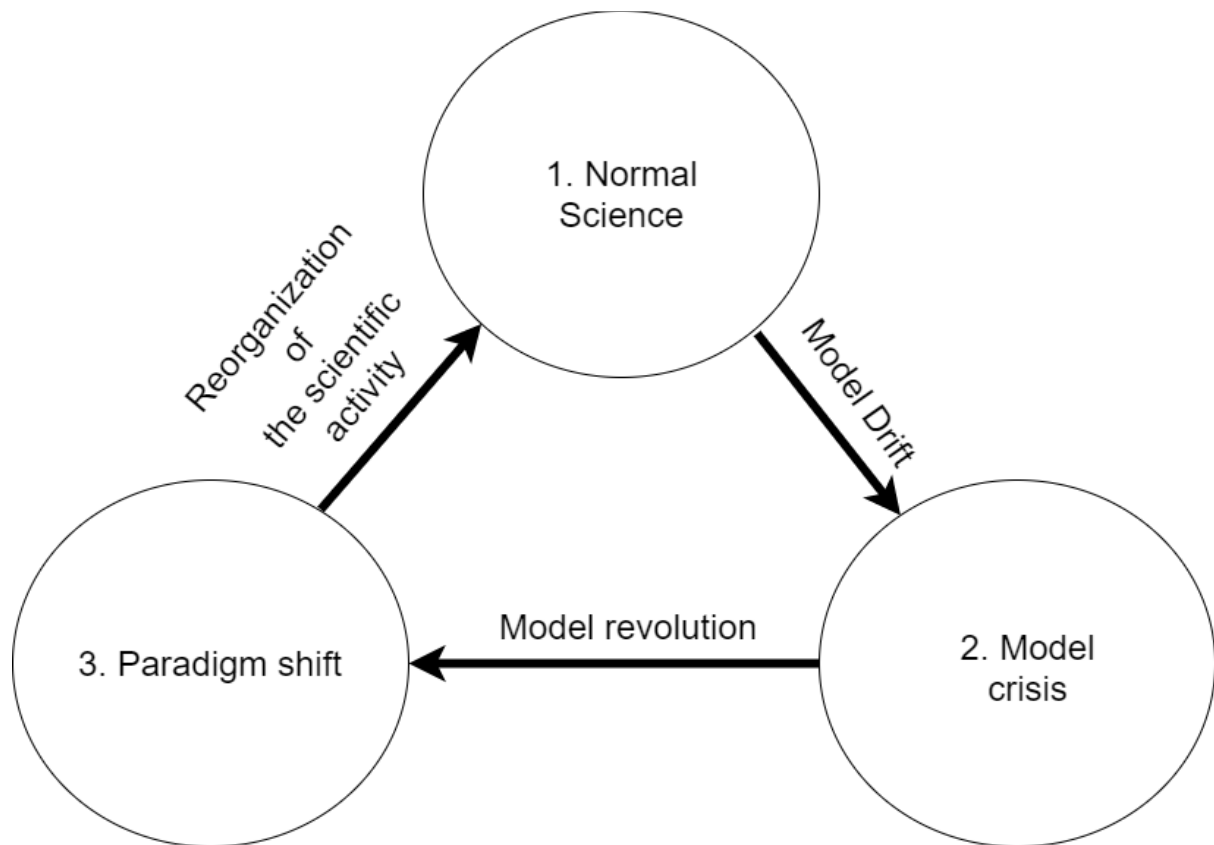 1. Normal
Science
Reorganization
of
the scientific
activity
Model Drift
Model revolution
3. Paradigm shift
2. Model
crisis